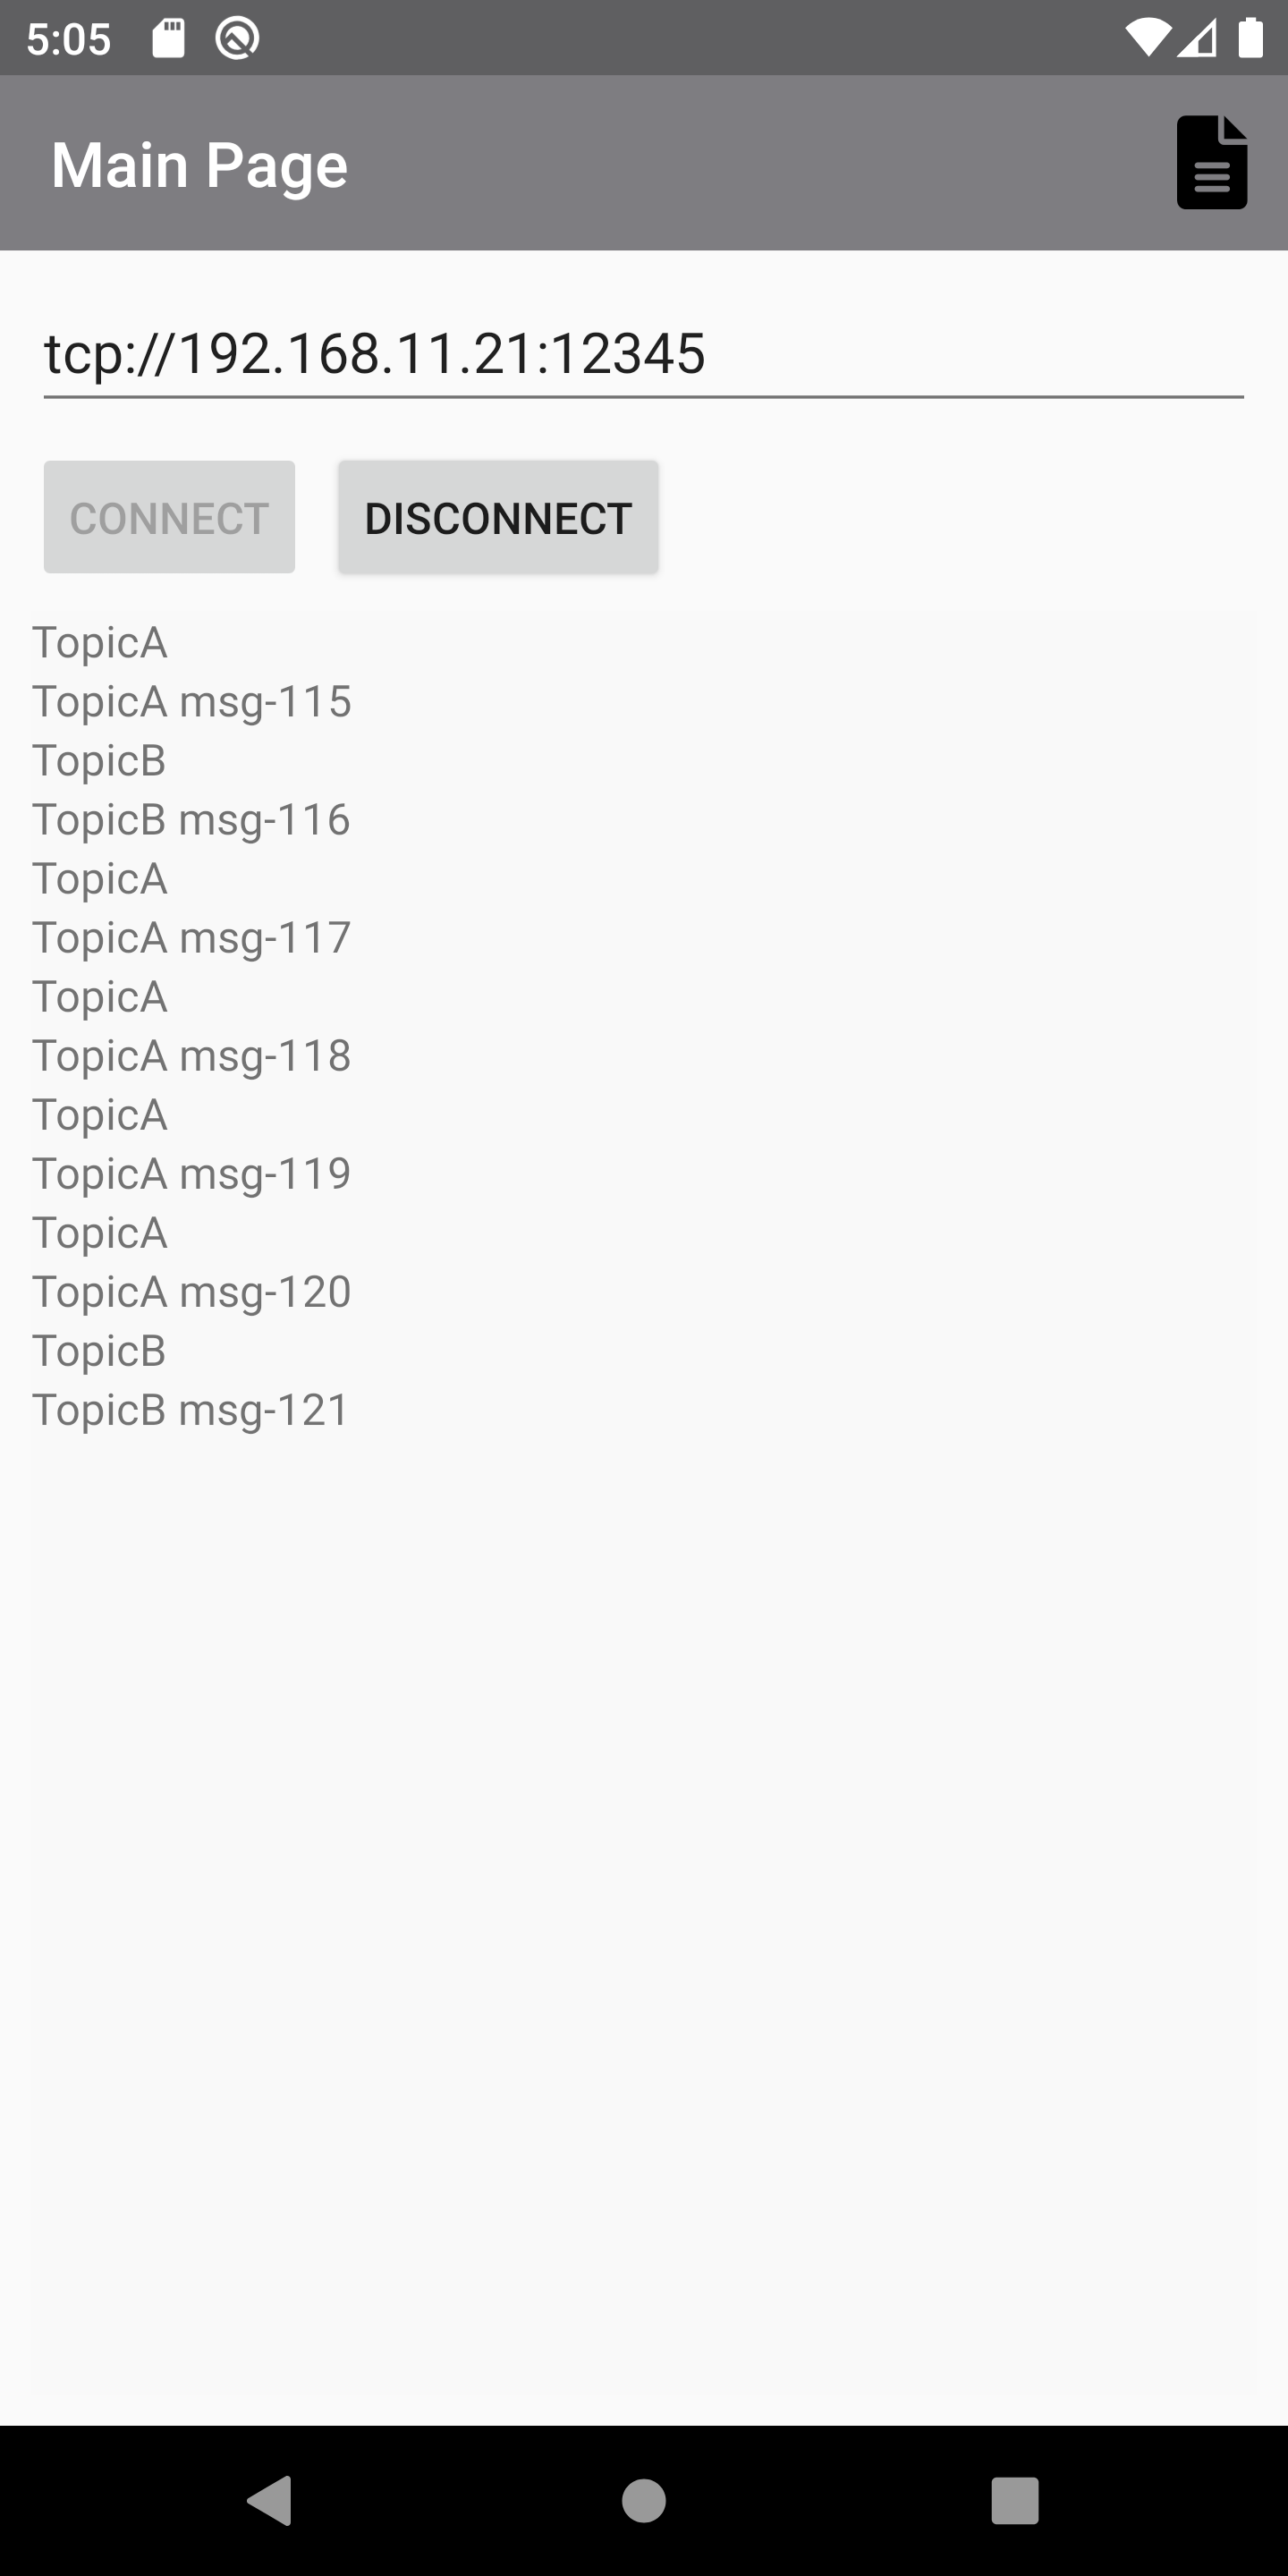 5:05
Main Page
tcp://192.168.11.21:12345
CONNECT DISCONNECT
TopicA
TopicA msg-115
TopicB
TopicB msg-116
TopicA
TopicA msg-117
TopicA
TopicA msg-118
TopicA
TopicA msg-119
TopicA
TopicA msg-120
TopicB
TopicB msg-121